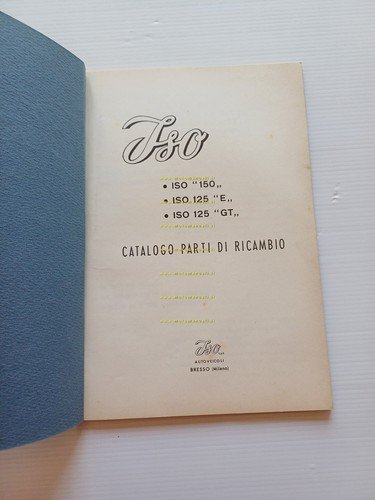 Iso
• ISO "150„
• ISO 125 "E„
• ISO 125 "GT„
CATALOGO PARTI DI RICAMBIO
Iso
AUTOVEICOLI
BRESSO (Milano)